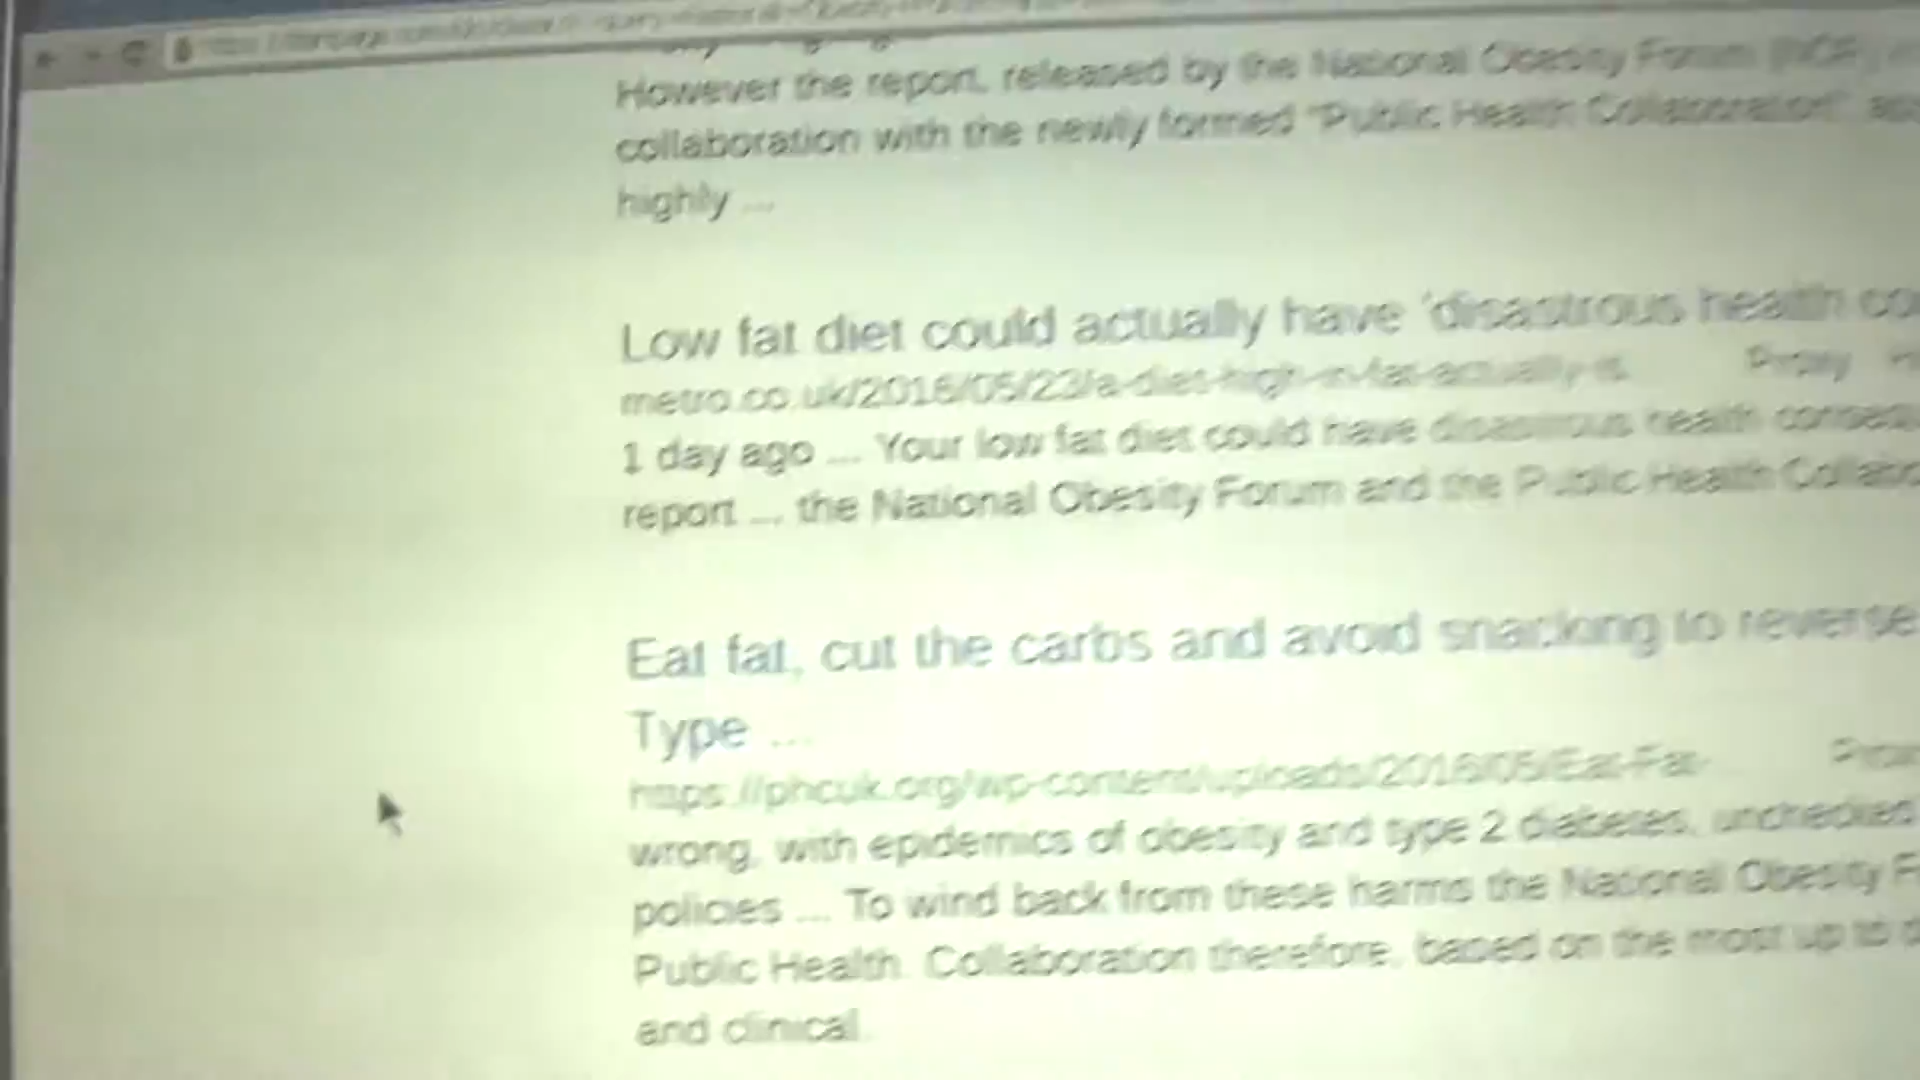 However the report, released by the National Obesity Forum (NOF)
collaboration with the newly formed "Public Health Collaboration",
highly ...
Low fat diet could actually have 'disastrous health
metro.co.uk/2016/05/23/a-diet-high-in-fat-actually-is. Proxy
1 day ago ... Your low fat diet could have disastrous health
report ... the National Obesity Forum and the Public Health
Eat fat, cut the carbs and avoid snacking to reverse
Type ...
https://phcuk.org/wp-content/uploads/2016/05/Eat-Fat-
wrong, with epidemics of obesity and type 2 diabetes, unchecked
policies ... To wind back from these harms the National Obesity
Public Health Collaboration therefore, based on the most up to
and clinical.